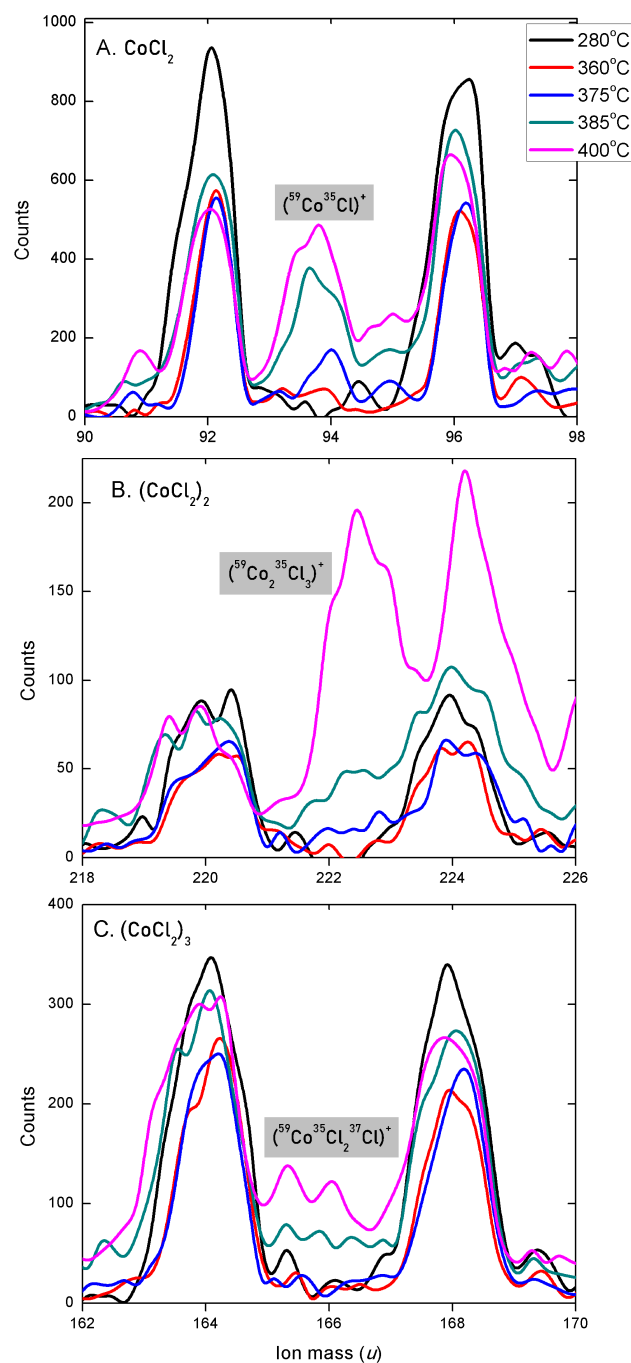 A. CoCl₂
280°C
360°C
375°C
385°C
400°C
(⁵⁹Co³⁵Cl)⁺
Counts
1000
800
600
400
200
0
90 92 94 96 98
B. (CoCl₂)₂
(⁵⁹Co₂³⁵Cl₃)⁺
Counts
200
150
100
50
0
218 220 222 224 226
C. (CoCl₂)₃
(⁵⁹Co³⁵Cl₂³⁷Cl)⁺
Counts
400
300
200
100
0
162 164 166 168 170
Ion mass (u)